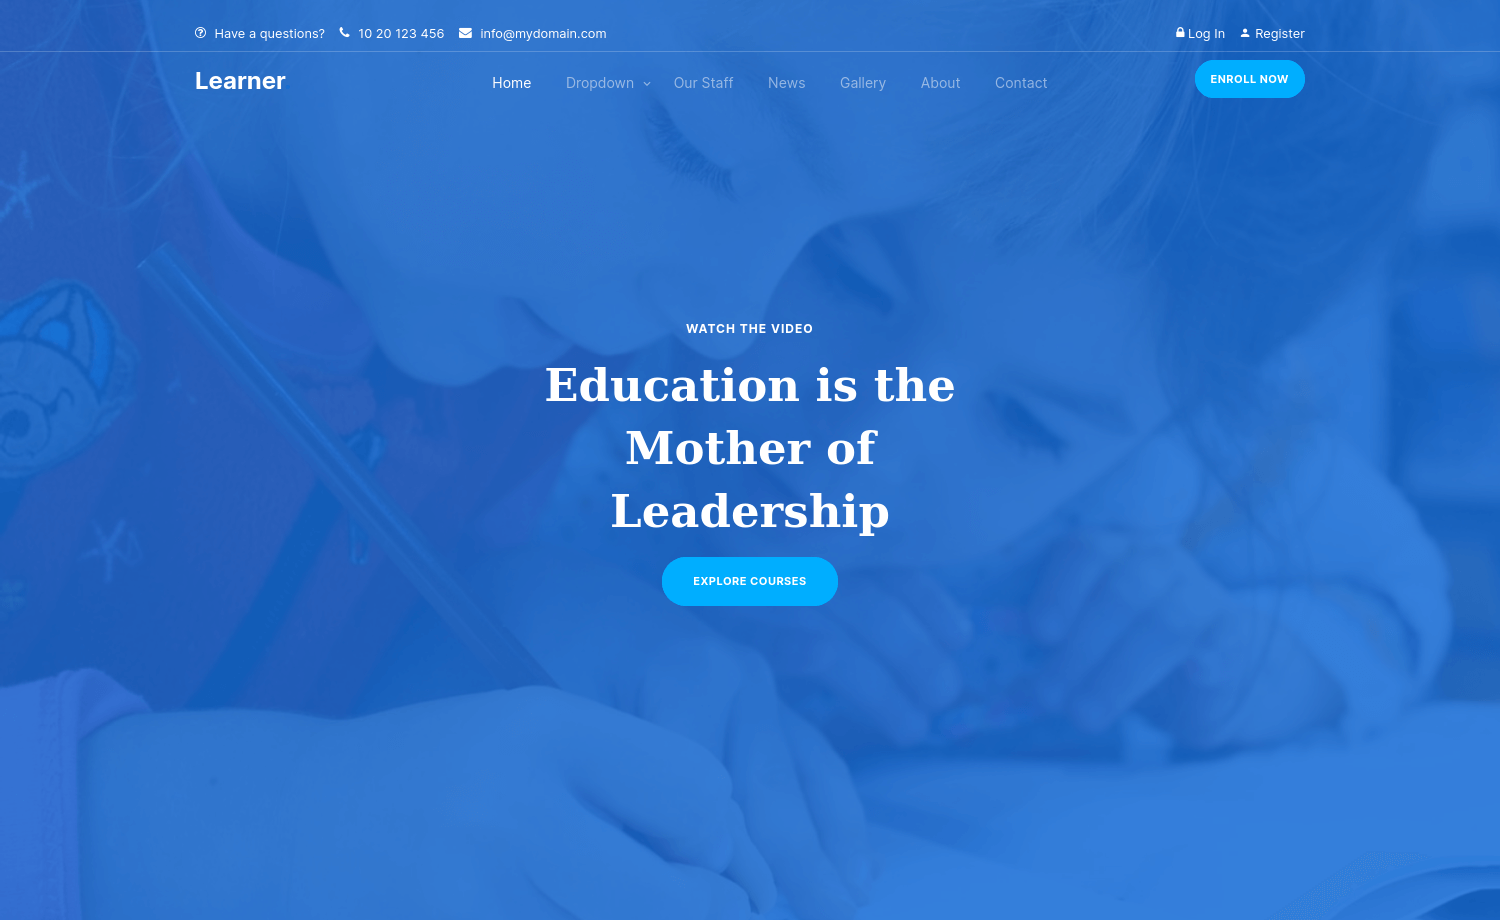 Have a questions? 10 20 123 456 info@mydomain.com Log In Register
Learner Home Dropdown Our Staff News Gallery About Contact ENROLL NOW
WATCH THE VIDEO
Education is the
Mother of
Leadership
EXPLORE COURSES